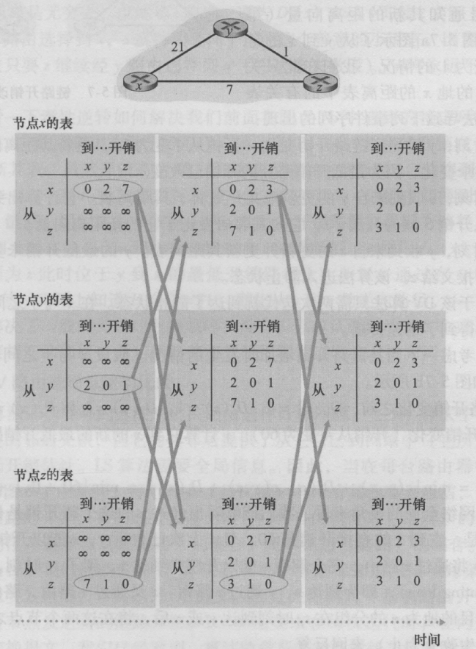 y
21
1
x
7
z
节点x的表
到…开销 到…开销 到…开销
x y z x y z x y z
x 0 2 7 x 0 2 3 x 0 2 3
从 y ∞ ∞ ∞ 从 y 2 0 1 从 y 2 0 1
z ∞ ∞ ∞ z 7 1 0 z 3 1 0
节点y的表
到…开销 到…开销 到…开销
x y z x y z x y z
x ∞ ∞ ∞ x 0 2 7 x 0 2 3
从 y 2 0 1 从 y 2 0 1 从 y 2 0 1
z ∞ ∞ ∞ z 7 1 0 z 3 1 0
节点z的表
到…开销 到…开销 到…开销
x y z x y z x y z
x ∞ ∞ ∞ x 0 2 7 x 0 2 3
从 y ∞ ∞ ∞ 从 y 2 0 1 从 y 2 0 1
z 7 1 0 z 3 1 0 z 3 1 0
时间